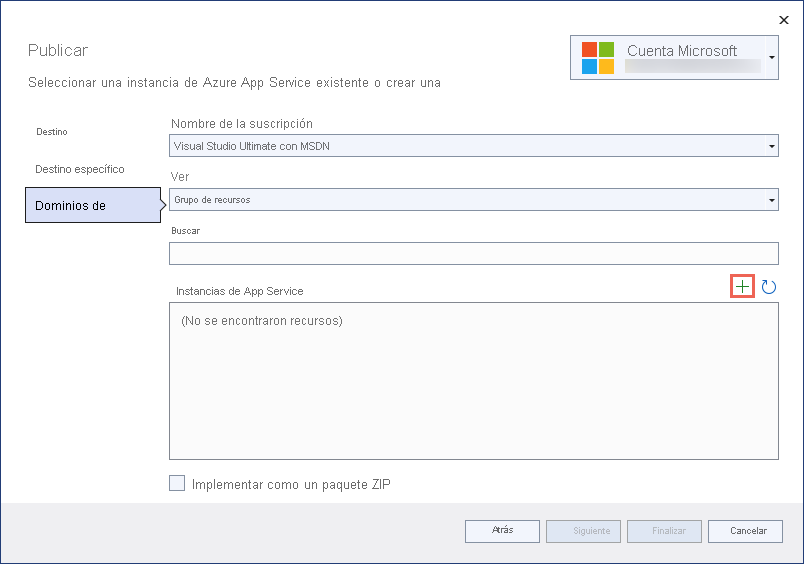 Publicar
Cuenta Microsoft
Seleccionar una instancia de Azure App Service existente o crear una
Destino
Destino específico
Dominios de
Nombre de la suscripción
Visual Studio Ultimate con MSDN
Ver
Grupo de recursos
Buscar
Instancias de App Service
(No se encontraron recursos)
Implementar como un paquete ZIP
Atrás
Siguiente
Finalizar
Cancelar